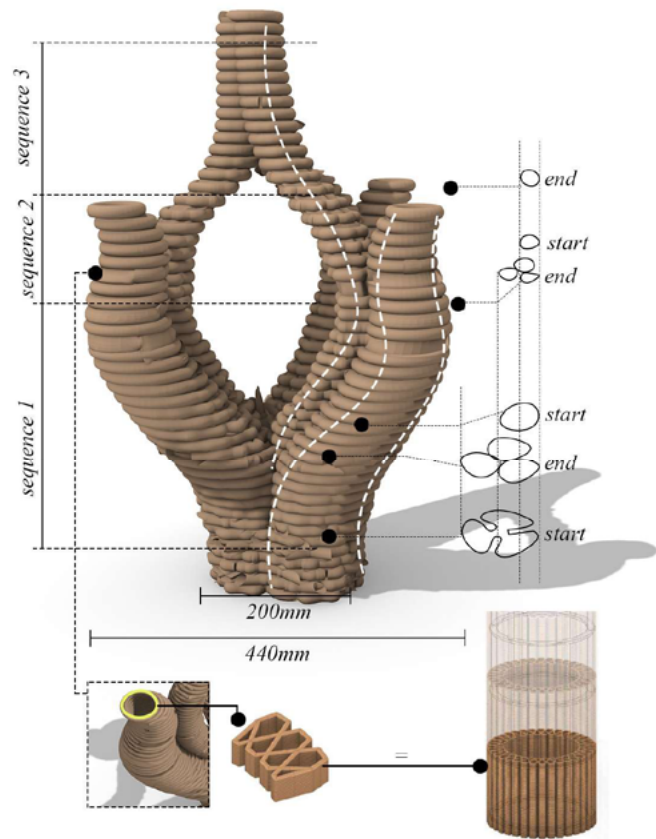 sequence 3
sequence 2
sequence 1
end
start
end
start
end
start
200mm
440mm
=